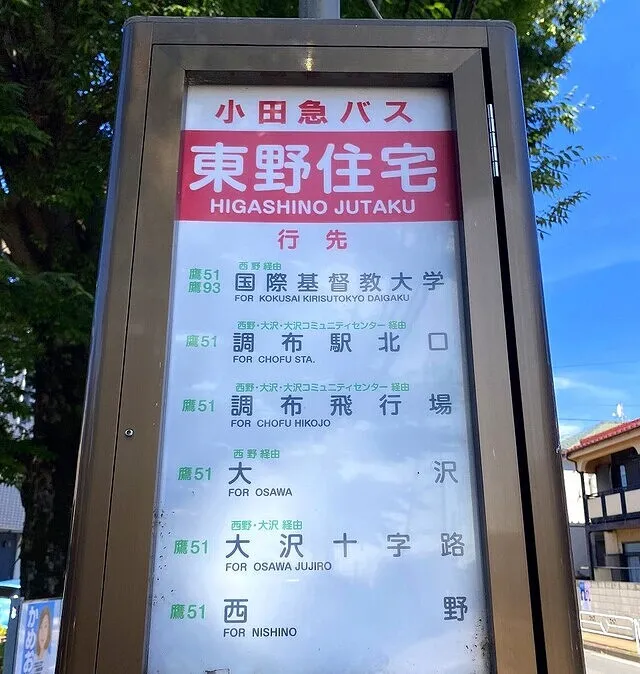 小田急バス
東野住宅
HIGASHINO JUTAKU
行先
西野 経由
鷹51 国際基督教大学
鷹93
FOR KOKUSAI KIRISUTOKYO DAIGAKU
西野・大沢・大沢コミュニティセンター 経由
鷹51 調布駅北口
FOR CHOFU STA.
西野・大沢・大沢コミュニティセンター 経由
鷹51 調布飛行場
FOR CHOFU HIKOJO
西野 経由
鷹51 大沢
FOR OSAWA
西野・大沢 経由
鷹51 大沢十字路
FOR OSAWA JUJIRO
鷹51 西野
FOR NISHINO